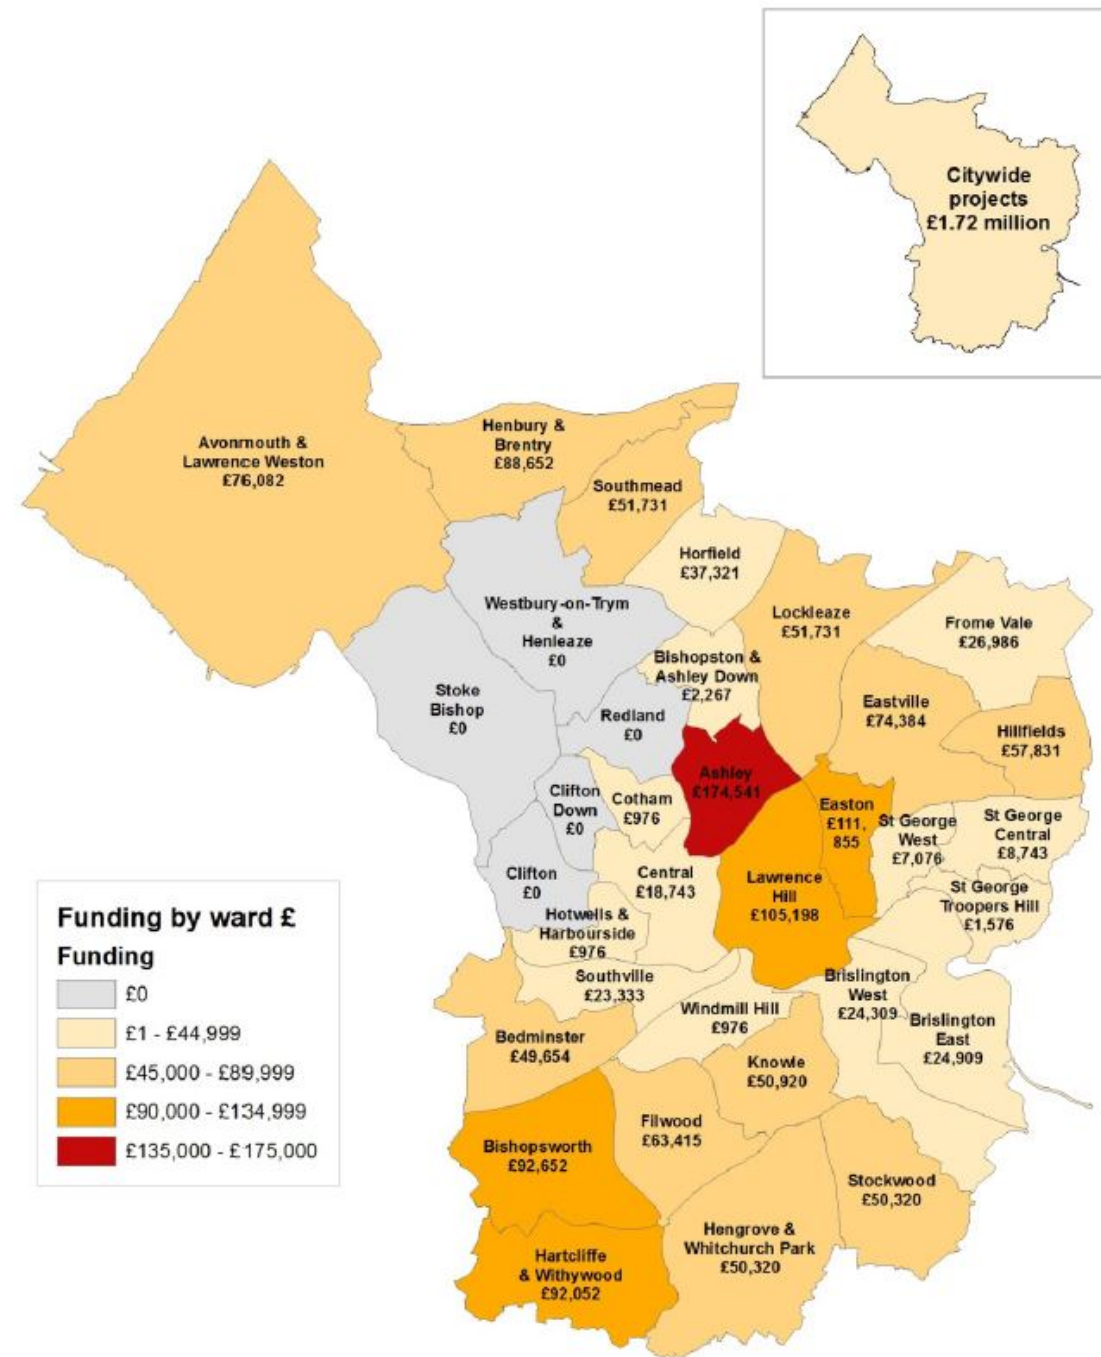 Citywide
projects
£1.72 million
Avonmouth &
Lawrence Weston
£76,082
Henbury &
Brentry
£88,652
Southmead
£51,731
Horfield
£37,321
Westbury-on-Trym
&
Henleaze
£0
Lockleaze
£51,731
Frome Vale
£26,986
Bishopston &
Ashley Down
£2,267
Stoke
Bishop
£0
Redland
£0
Eastville
£74,384
Hillfields
£57,831
Ashley
£174,541
Clifton
Down
£0
Cotham
£976
Easton
£111,
855
St George
West
£7,076
St George
Central
£8,743
Clifton
£0
Central
£18,743
Lawrence
Hill
£105,198
St George
Troopers Hill
£1,576
Hotwells &
Harbourside
£976
Southville
£23,333
Windmill Hill
£976
Brislington
West
£24,309
Brislington
East
£24,909
Bedminster
£49,654
Knowle
£50,920
Filwood
£63,415
Bishopsworth
£92,652
Stockwood
£50,320
Hengrove &
Whitchurch Park
£50,320
Hartcliffe
& Withywood
£92,052
Funding by ward £
Funding
£0
£1 - £44,999
£45,000 - £89,999
£90,000 - £134,999
£135,000 - £175,000